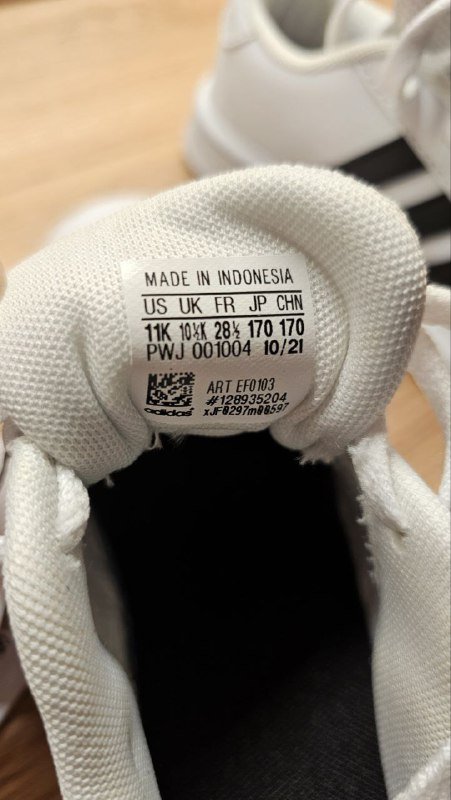 MADE IN INDONESIA
US UK FR JP CHN
11K 10½K 28½ 170 170
PWJ 001004 10/21
ART EF0103
#128935204
adidas xJF0297m00597